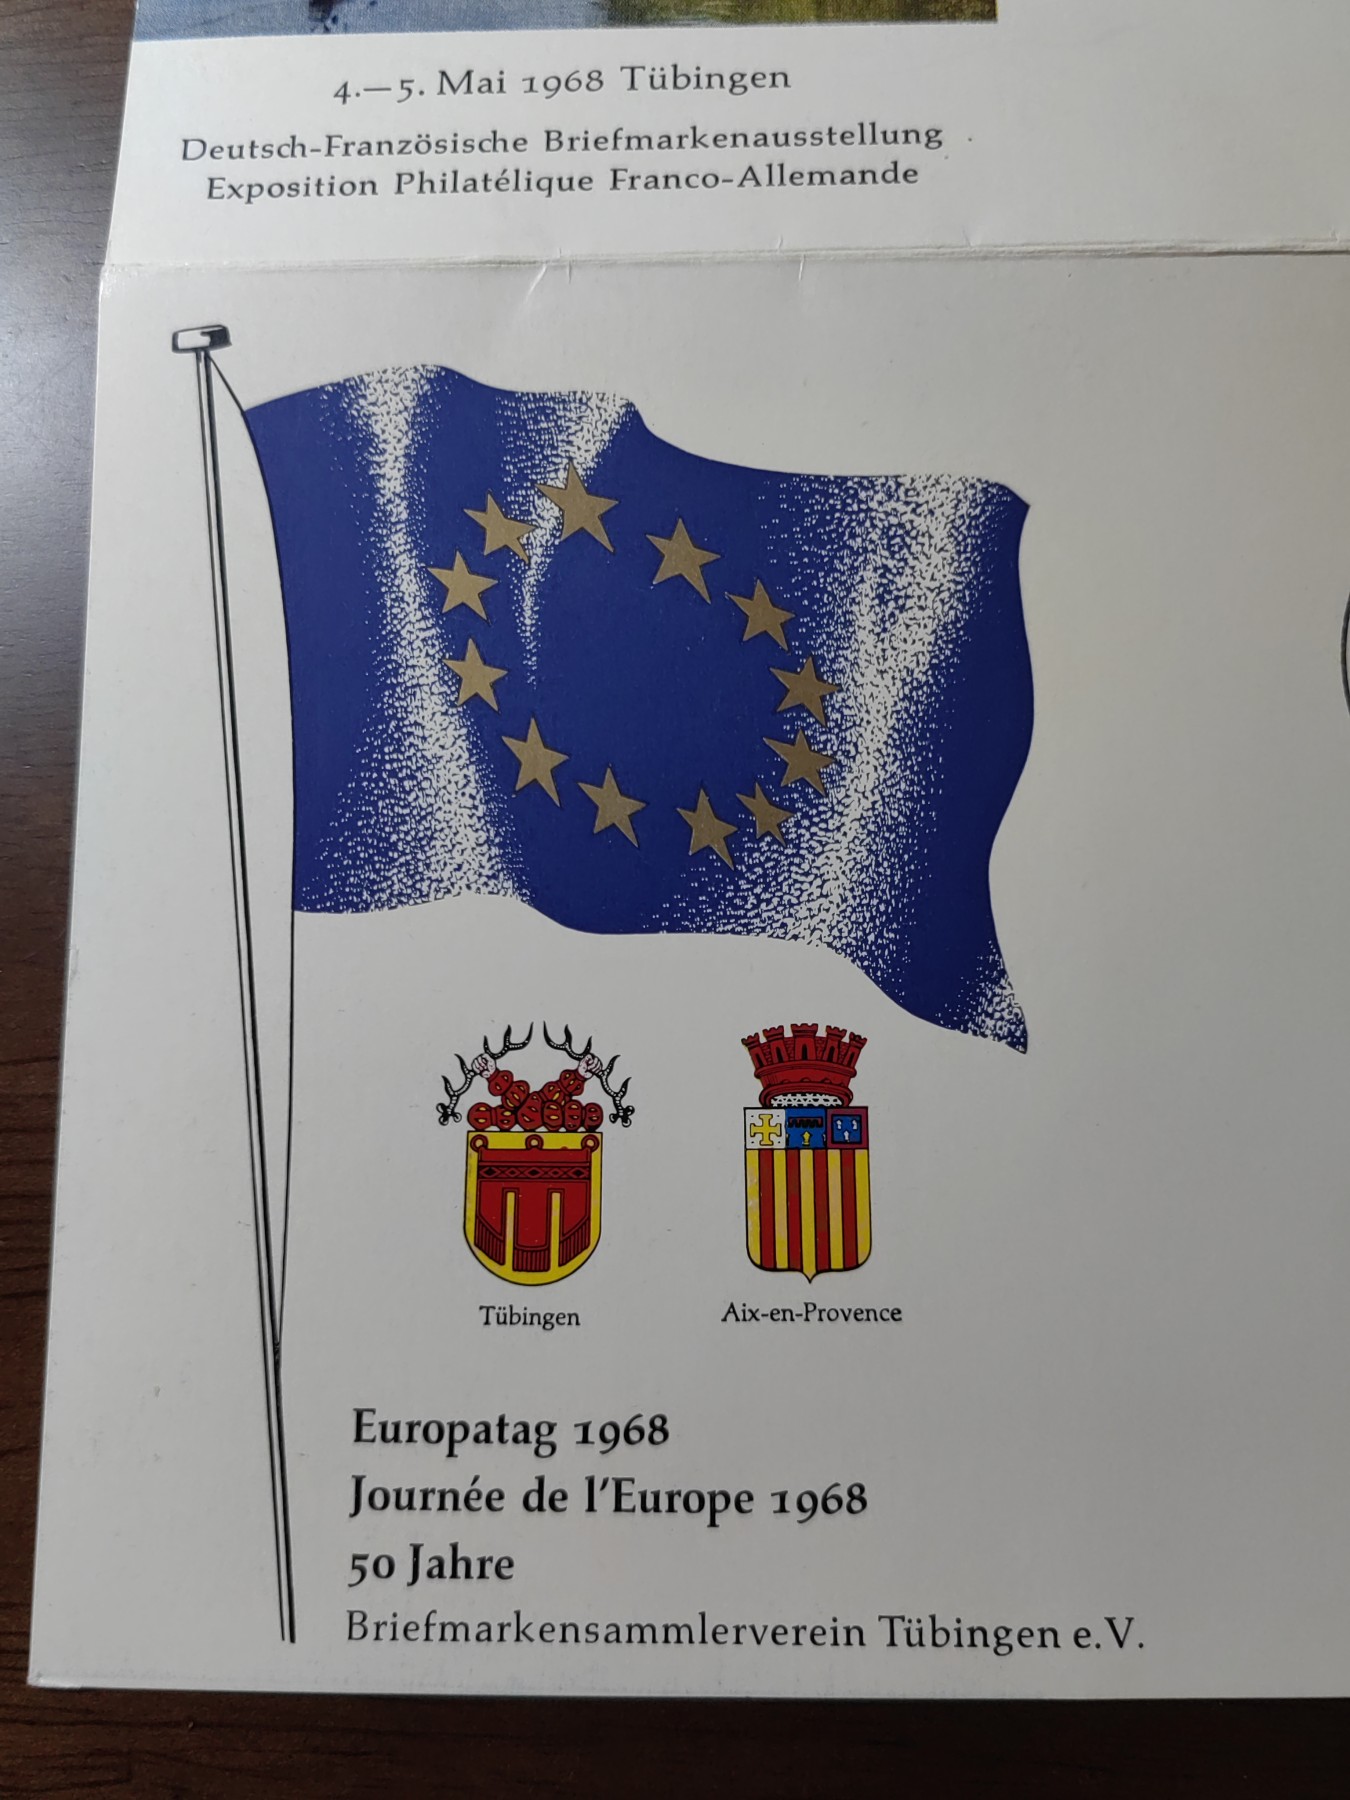 4.—5. Mai 1968 Tübingen
Deutsch-Französische Briefmarkenausstellung
Exposition Philatélique Franco-Allemande
Tübingen
Aix-en-Provence
Europatag 1968
Journée de l'Europe 1968
50 Jahre
Briefmarkensammlerverein Tübingen e.V.